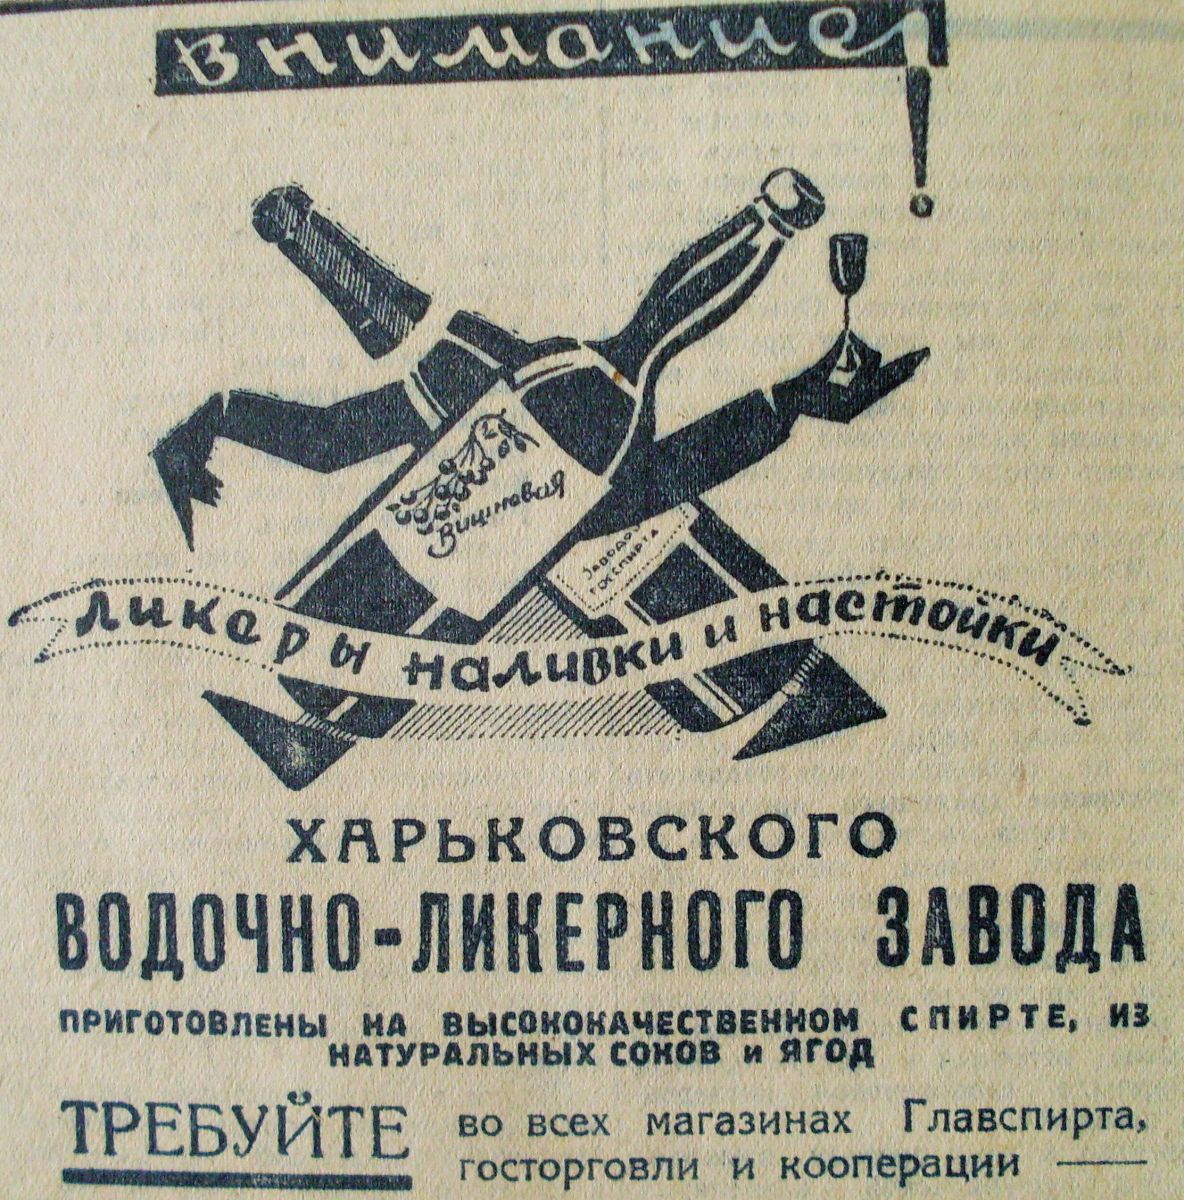 Внимание!
Вишневая
ЗАВОДЫ
ГОССПИРТА
ликеры наливки и настойки
ХАРЬКОВСКОГО
ВОДОЧНО-ЛИКЕРНОГО ЗАВОДА
ПРИГОТОВЛЕНЫ НА ВЫСОКОКАЧЕСТВЕННОМ СПИРТЕ, ИЗ
НАТУРАЛЬНЫХ СОКОВ И ЯГОД
ТРЕБУЙТЕ во всех магазинах Главспирта,
госторговли и кооперации